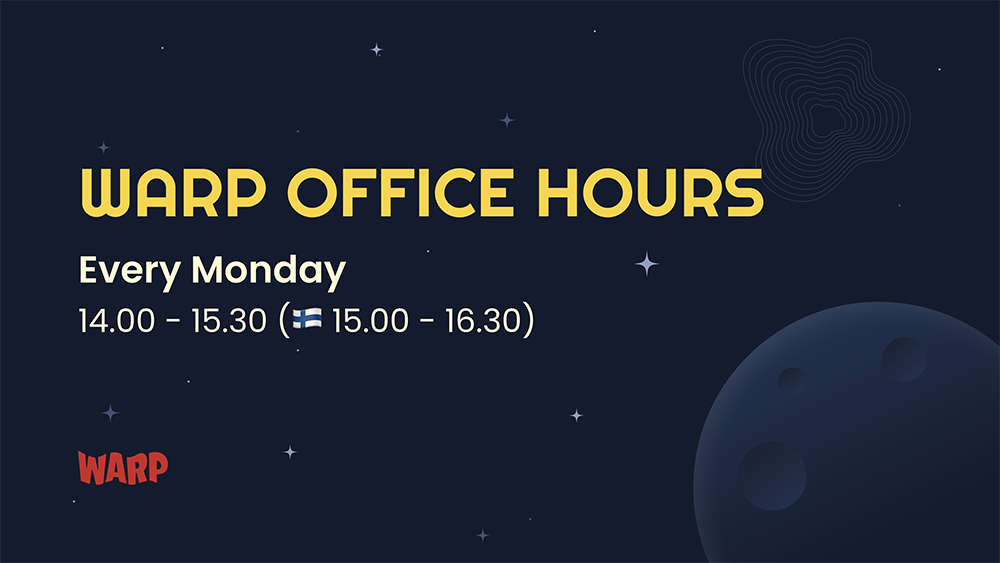 WARP OFFICE HOURS
Every Monday
14.00 - 15.30 (🇫🇮 15.00 - 16.30)
WARP